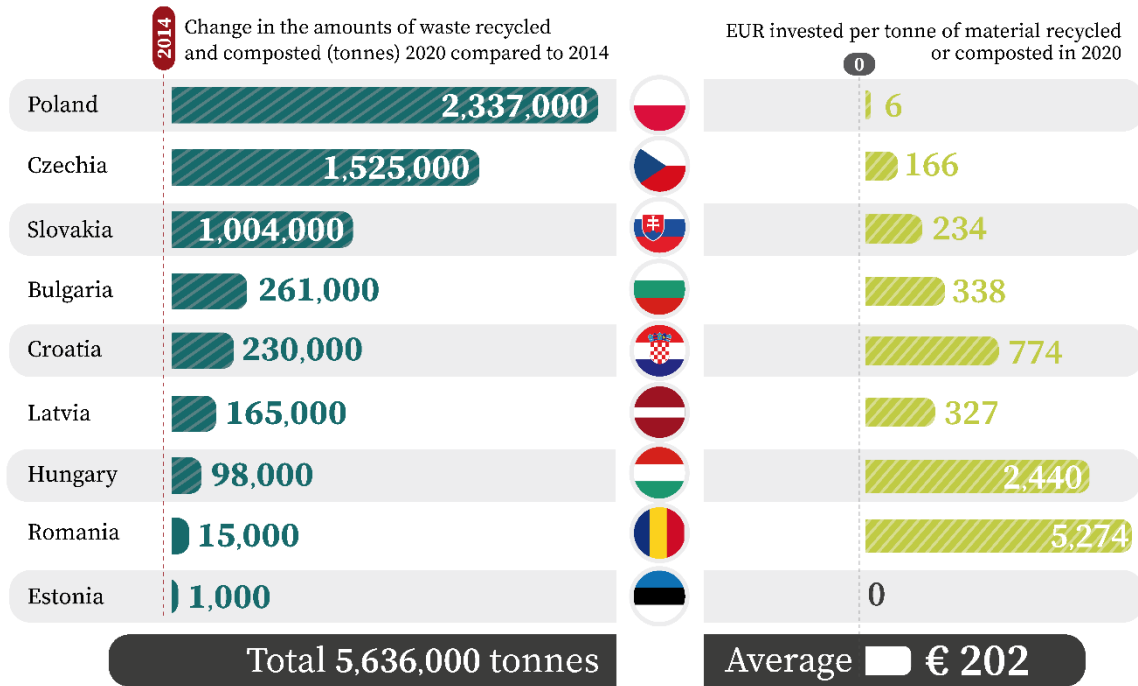 2014
Change in the amounts of waste recycled
and composted (tonnes) 2020 compared to 2014
EUR invested per tonne of material recycled
or composted in 2020
0
Poland 2,337,000 6
Czechia 1,525,000 166
Slovakia 1,004,000 234
Bulgaria 261,000 338
Croatia 230,000 774
Latvia 165,000 327
Hungary 98,000 2,440
Romania 15,000 5,274
Estonia 1,000 0
Total 5,636,000 tonnes
Average € 202